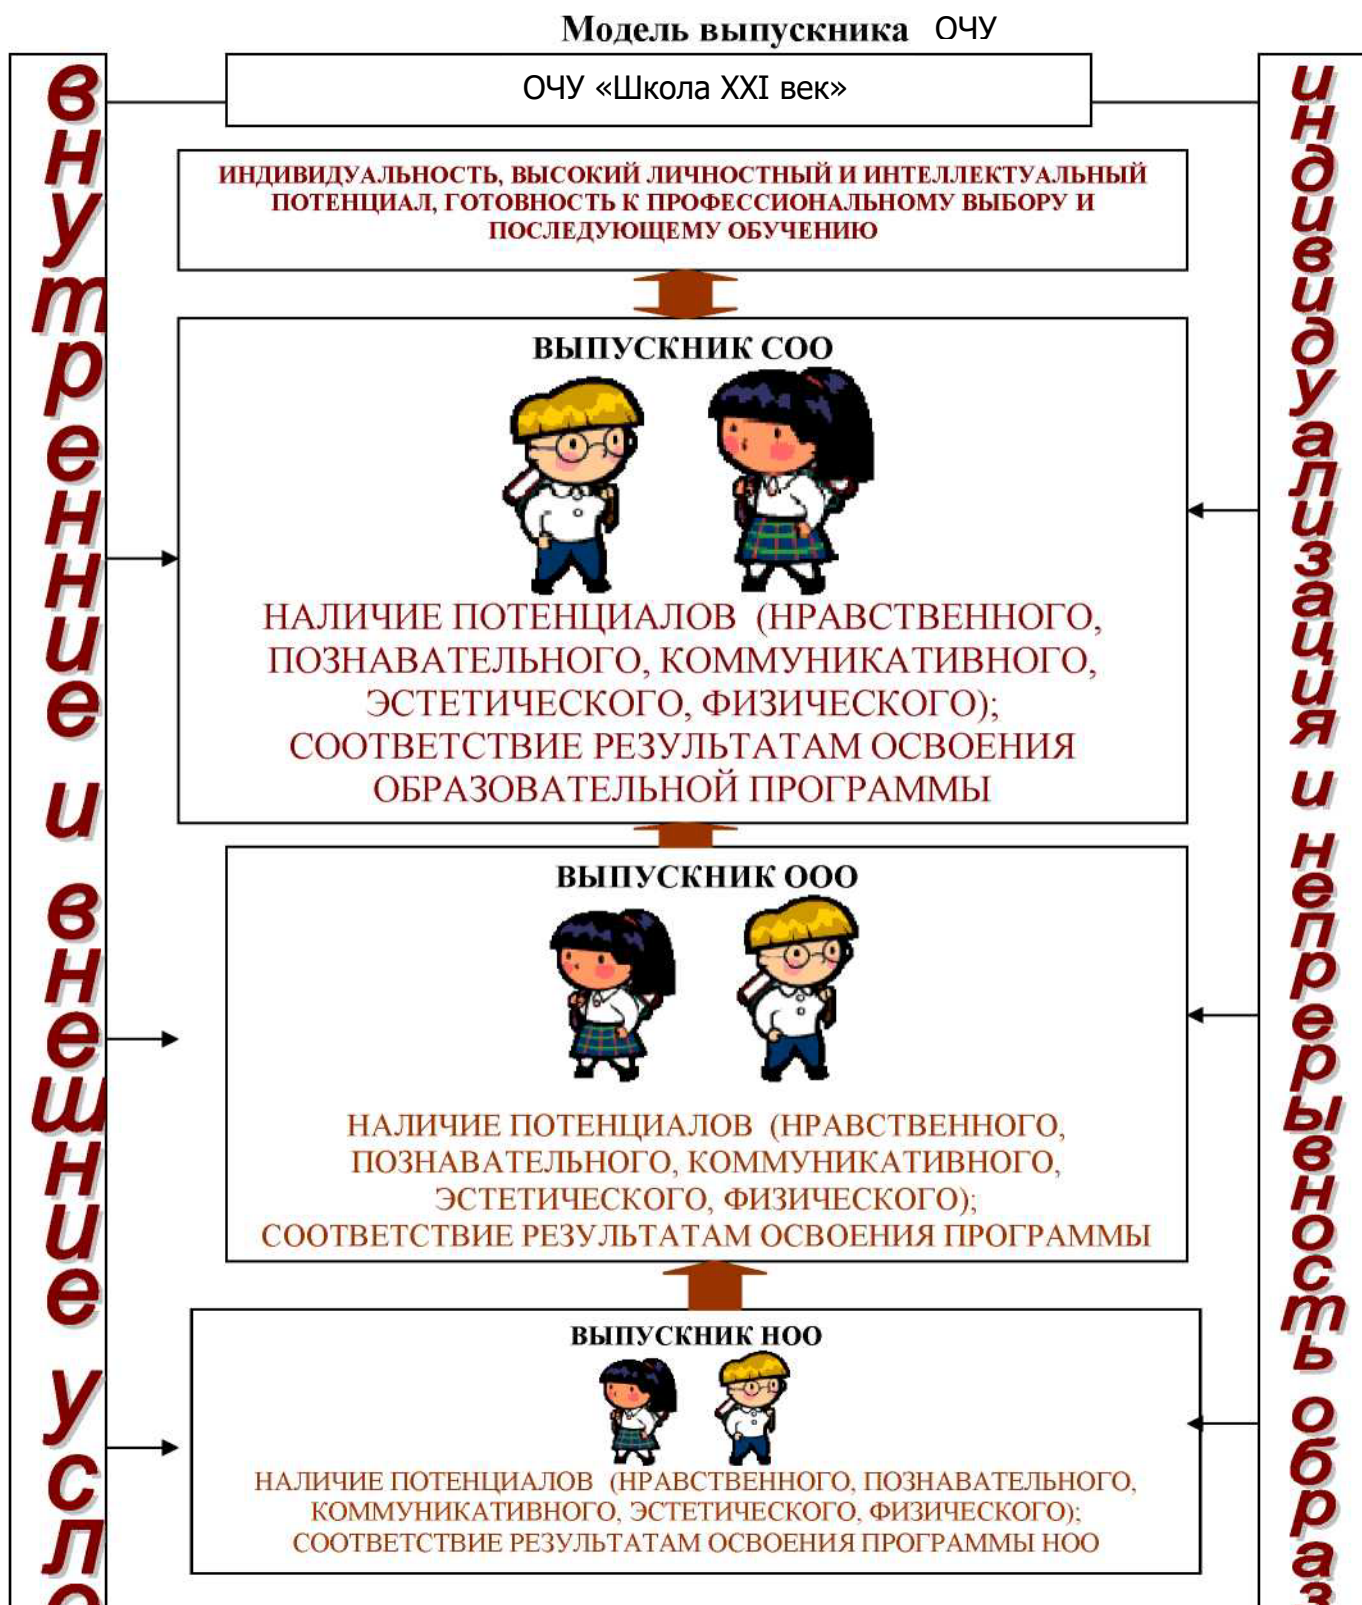 Модель выпускника ОЧУ
ОЧУ «Школа XXI век»
ИНДИВИДУАЛЬНОСТЬ, ВЫСОКИЙ ЛИЧНОСТНЫЙ И ИНТЕЛЛЕКТУАЛЬНЫЙ
ПОТЕНЦИАЛ, ГОТОВНОСТЬ К ПРОФЕССИОНАЛЬНОМУ ВЫБОРУ И
ПОСЛЕДУЮЩЕМУ ОБУЧЕНИЮ
ВЫПУСКНИК СОО
НАЛИЧИЕ ПОТЕНЦИАЛОВ (НРАВСТВЕННОГО,
ПОЗНАВАТЕЛЬНОГО, КОММУНИКАТИВНОГО,
ЭСТЕТИЧЕСКОГО, ФИЗИЧЕСКОГО);
СООТВЕТСТВИЕ РЕЗУЛЬТАТАМ ОСВОЕНИЯ
ОБРАЗОВАТЕЛЬНОЙ ПРОГРАММЫ
ВЫПУСКНИК ООО
НАЛИЧИЕ ПОТЕНЦИАЛОВ (НРАВСТВЕННОГО,
ПОЗНАВАТЕЛЬНОГО, КОММУНИКАТИВНОГО,
ЭСТЕТИЧЕСКОГО, ФИЗИЧЕСКОГО);
СООТВЕТСТВИЕ РЕЗУЛЬТАТАМ ОСВОЕНИЯ ПРОГРАММЫ
ВЫПУСКНИК НОО
НАЛИЧИЕ ПОТЕНЦИАЛОВ (НРАВСТВЕННОГО, ПОЗНАВАТЕЛЬНОГО,
КОММУНИКАТИВНОГО, ЭСТЕТИЧЕСКОГО, ФИЗИЧЕСКОГО);
СООТВЕТСТВИЕ РЕЗУЛЬТАТАМ ОСВОЕНИЯ ПРОГРАММЫ НОО
внутренние и внешние усло
индивидуализация и непрерывность образ